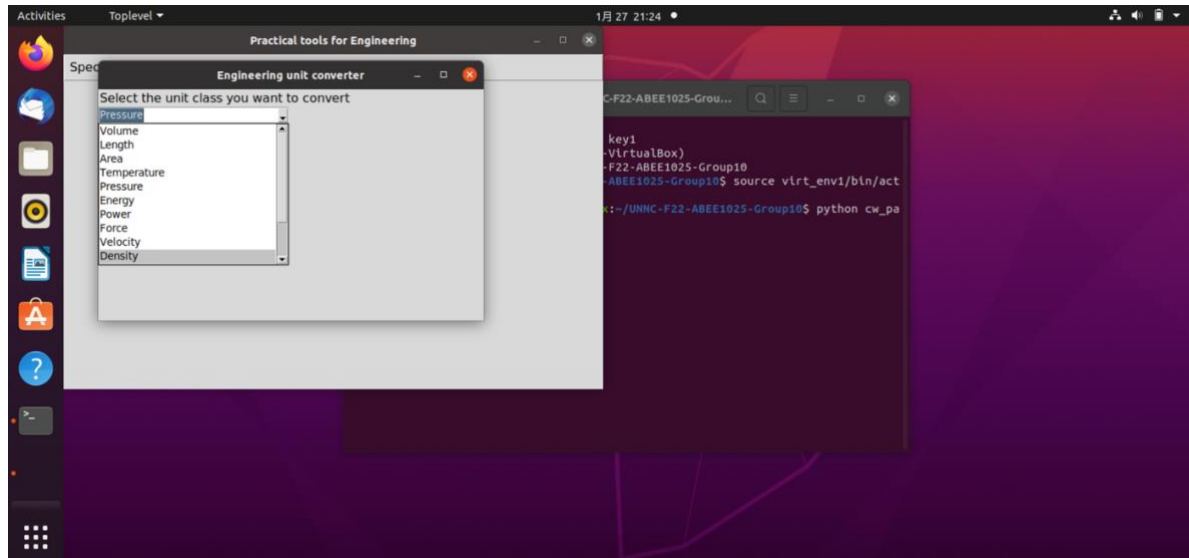 Activities Toplevel 1月 27 21:24
Practical tools for Engineering
Spec
Engineering unit converter
Select the unit class you want to convert
Pressure
Volume
Length
Area
Temperature
Pressure
Energy
Power
Force
Velocity
Density
C-F22-ABEE1025-Grou...
key1
-VirtualBox)
-F22-ABEE1025-Group10
-ABEE1025-Group10$ source virt_env1/bin/act
x:~/UNNC-F22-ABEE1025-Group10$ python cw_pa